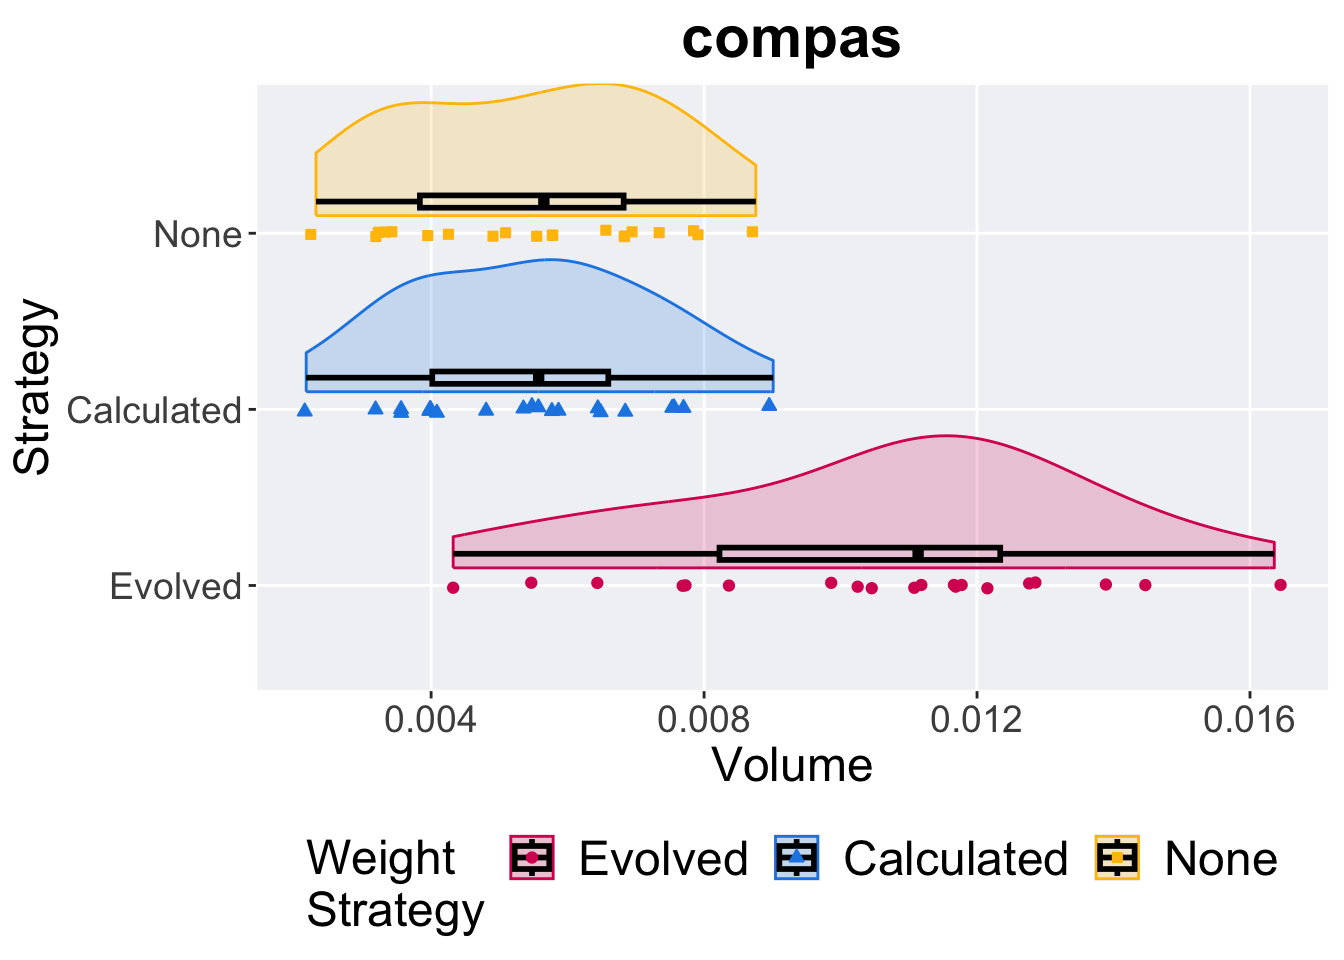 compas
Strategy
None
Calculated
Evolved
0.004 0.008 0.012 0.016
Volume
Weight
Strategy
Evolved Calculated None